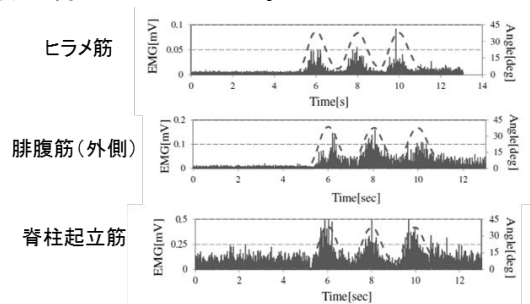 ヒラメ筋
EMG[mV]
0.1
0.05
0
45
30
15
0
Angle[deg]
0 2 4 6 8 10 12 14
Time[s]
腓腹筋（外側）
EMG[mV]
0.2
0.1
0
45
30
15
0
Angle[deg]
0 2 4 6 8 10 12
Time[sec]
脊柱起立筋
EMG[mV]
0.5
0.25
0
45
30
15
0
Angle[deg]
0 2 4 6 8 10 12
Time[sec]